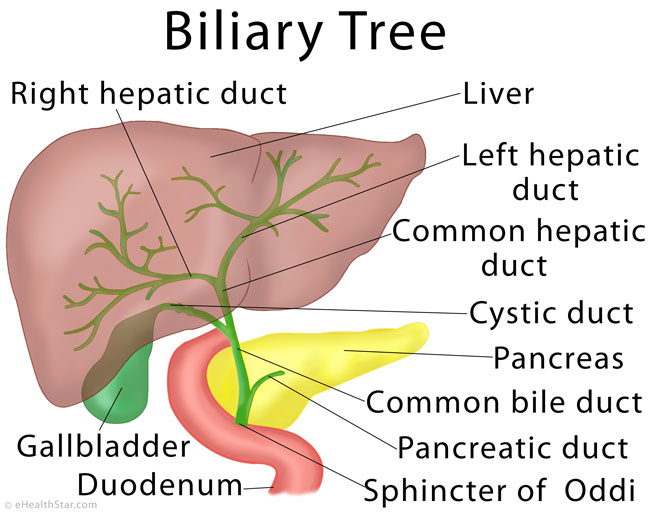 Biliary Tree
Right hepatic duct
Liver
Left hepatic
duct
Common hepatic
duct
Cystic duct
Pancreas
Common bile duct
Gallbladder
Pancreatic duct
Duodenum
Sphincter of Oddi
© eHealthStar.com